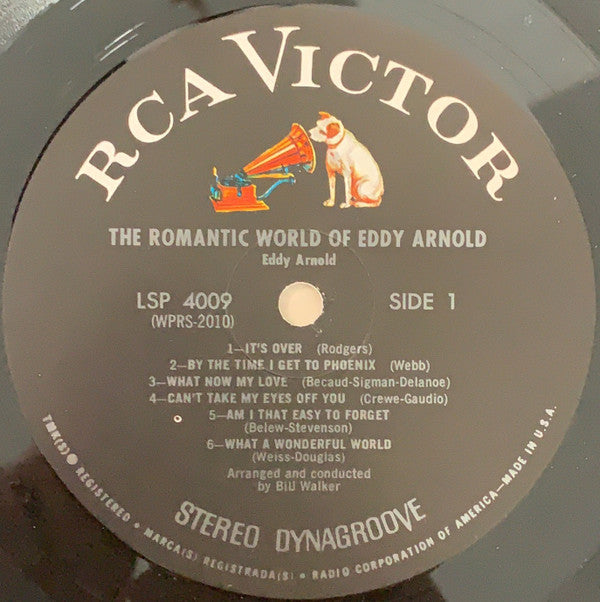 RCA VICTOR
THE ROMANTIC WORLD OF EDDY ARNOLD
Eddy Arnold
LSP 4009 SIDE 1
(WPRS-2010)
1—IT'S OVER (Rodgers)
2—BY THE TIME I GET TO PHOENIX (Webb)
3—WHAT NOW MY LOVE (Becaud-Sigman-Delanoe)
4—CAN'T TAKE MY EYES OFF YOU (Crewe-Gaudio)
5—AM I THAT EASY TO FORGET
(Belew-Stevenson)
6—WHAT A WONDERFUL WORLD
(Weiss-Douglas)
Arranged and conducted
by Bill Walker
STEREO DYNAGROOVE
TMK(S) ® REGISTERED • MARCA(S) REGISTRADA(S) • RADIO CORPORATION OF AMERICA—MADE IN U.S.A.